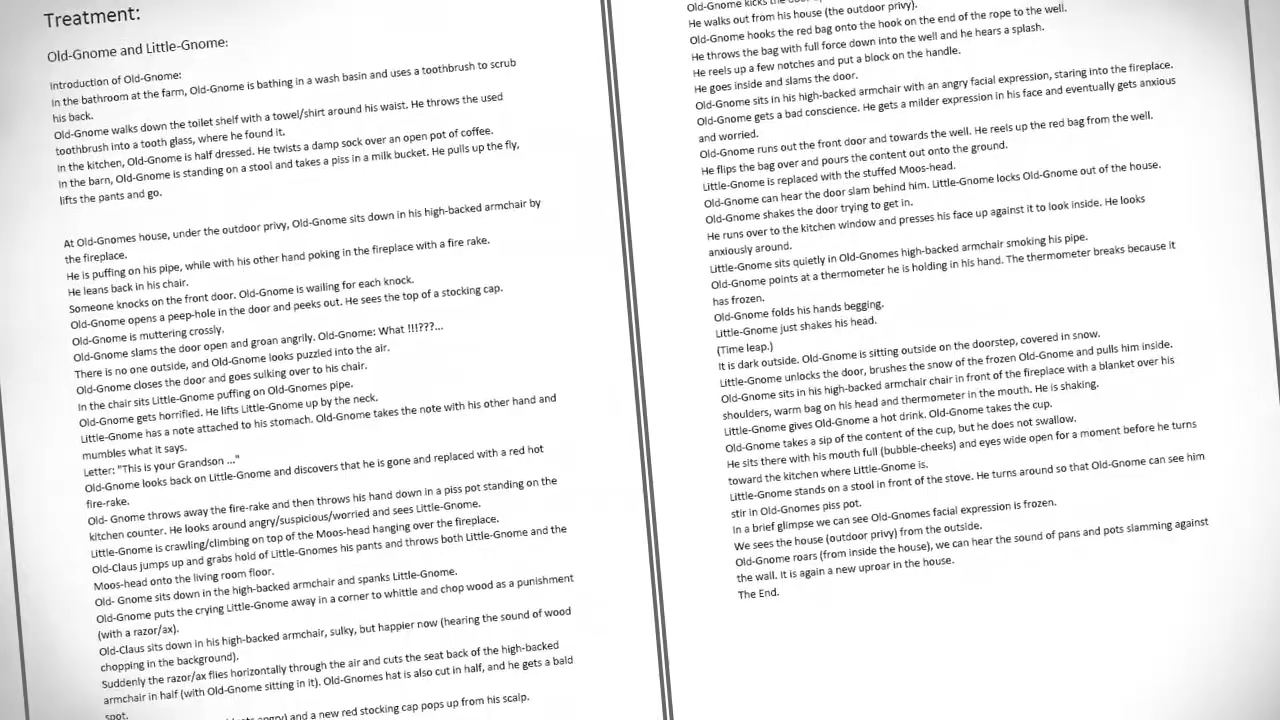 Treatment:
Old-Gnome and Little-Gnome:
Introduction of Old-Gnome:
In the bathroom at the farm, Old-Gnome is bathing in a wash basin and uses a toothbrush to scrub
his back.
Old-Gnome walks down the toilet shelf with a towel/shirt around his waist. He throws the used
toothbrush into a tooth glass, where he found it.
In the kitchen, Old-Gnome is half dressed. He twists a damp sock over an open pot of coffee.
In the barn, Old-Gnome is standing on a stool and takes a piss in a milk bucket. He pulls up the fly,
lifts the pants and go.
At Old-Gnomes house, under the outdoor privy, Old-Gnome sits down in his high-backed armchair by
the fireplace.
He is puffing on his pipe, while with his other hand poking in the fireplace with a fire rake.
He leans back in his chair.
Someone knocks on the front door. Old-Gnome is wailing for each knock.
Old-Gnome opens a peep-hole in the door and peeks out. He sees the top of a stocking cap.
Old-Gnome is muttering crossly.
Old-Gnome slams the door open and groan angrily. Old-Gnome: What !!!???...
There is no one outside, and Old-Gnome looks puzzled into the air.
Old-Gnome closes the door and goes sulking over to his chair.
In the chair sits Little-Gnome puffing on Old-Gnomes pipe.
Old-Gnome gets horrified. He lifts Little-Gnome up by the neck.
Little-Gnome has a note attached to his stomach. Old-Gnome takes the note with his other hand and
mumbles what it says.
Letter: "This is your Grandson ..."
Old-Gnome looks back on Little-Gnome and discovers that he is gone and replaced with a red hot
fire-rake.
Old- Gnome throws away the fire-rake and then throws his hand down in a piss pot standing on the
kitchen counter. He looks around angry/suspicious/worried and sees Little-Gnome.
Little-Gnome is crawling/climbing on top of the Moos-head hanging over the fireplace.
Old-Claus jumps up and grabs hold of Little-Gnomes his pants and throws both Little-Gnome and the
Moos-head onto the living room floor.
Old- Gnome sits down in the high-backed armchair and spanks Little-Gnome.
Old-Gnome puts the crying Little-Gnome away in a corner to whittle and chop wood as a punishment
(with a razor/ax).
Old-Claus sits down in his high-backed armchair, sulky, but happier now (hearing the sound of wood
chopping in the background).
Suddenly the razor/ax flies horizontally through the air and cuts the seat back of the high-backed
armchair in half (with Old-Gnome sitting in it). Old-Gnomes hat is also cut in half, and he gets a bald
spot.
angry) and a new red stocking cap pops up from his scalp.
Old-Gnome kicks the
He walks out from his house (the outdoor privy).
Old-Gnome hooks the red bag onto the hook on the end of the rope to the well.
He throws the bag with full force down into the well and he hears a splash.
He reels up a few notches and put a block on the handle.
He goes inside and slams the door.
Old-Gnome sits in his high-backed armchair with an angry facial expression, staring into the fireplace.
Old-Gnome gets a bad conscience. He gets a milder expression in his face and eventually gets anxious
and worried.
Old-Gnome runs out the front door and towards the well. He reels up the red bag from the well.
He flips the bag over and pours the content out onto the ground.
Little-Gnome is replaced with the stuffed Moos-head.
Old-Gnome can hear the door slam behind him. Little-Gnome locks Old-Gnome out of the house.
Old-Gnome shakes the door trying to get in.
He runs over to the kitchen window and presses his face up against it to look inside. He looks
anxiously around.
Little-Gnome sits quietly in Old-Gnomes high-backed armchair smoking his pipe.
Old-Gnome points at a thermometer he is holding in his hand. The thermometer breaks because it
has frozen.
Old-Gnome folds his hands begging.
Little-Gnome just shakes his head.
(Time leap.)
It is dark outside. Old-Gnome is sitting outside on the doorstep, covered in snow.
Little-Gnome unlocks the door, brushes the snow of the frozen Old-Gnome and pulls him inside.
Old-Gnome sits in his high-backed armchair chair in front of the fireplace with a blanket over his
shoulders, warm bag on his head and thermometer in the mouth. He is shaking.
Little-Gnome gives Old-Gnome a hot drink. Old-Gnome takes the cup.
Old-Gnome takes a sip of the content of the cup, but he does not swallow.
He sits there with his mouth full (bubble-cheeks) and eyes wide open for a moment before he turns
toward the kitchen where Little-Gnome is.
Little-Gnome stands on a stool in front of the stove. He turns around so that Old-Gnome can see him
stir in Old-Gnomes piss pot.
In a brief glimpse we can see Old-Gnomes facial expression is frozen.
We sees the house (outdoor privy) from the outside.
Old-Gnome roars (from inside the house), we can hear the sound of pans and pots slamming against
the wall. It is again a new uproar in the house.
The End.